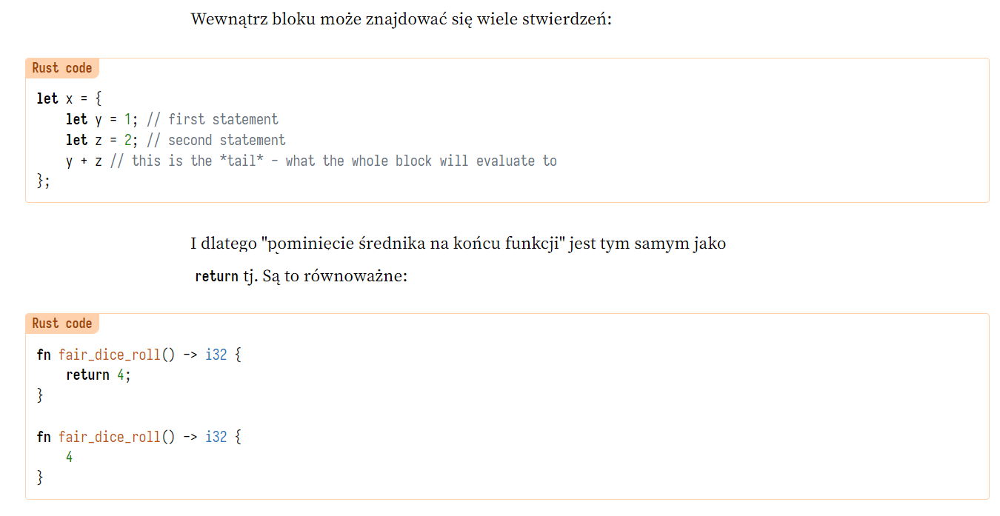 Wewnątrz bloku może znajdować się wiele stwierdzeń:
Rust code
let x = {
    let y = 1; // first statement
    let z = 2; // second statement
    y + z // this is the *tail* - what the whole block will evaluate to
};
I dlatego "pominięcie średnika na końcu funkcji" jest tym samym jako
return tj. Są to równoważne:
Rust code
fn fair_dice_roll() -> i32 {
    return 4;
}
fn fair_dice_roll() -> i32 {
    4
}